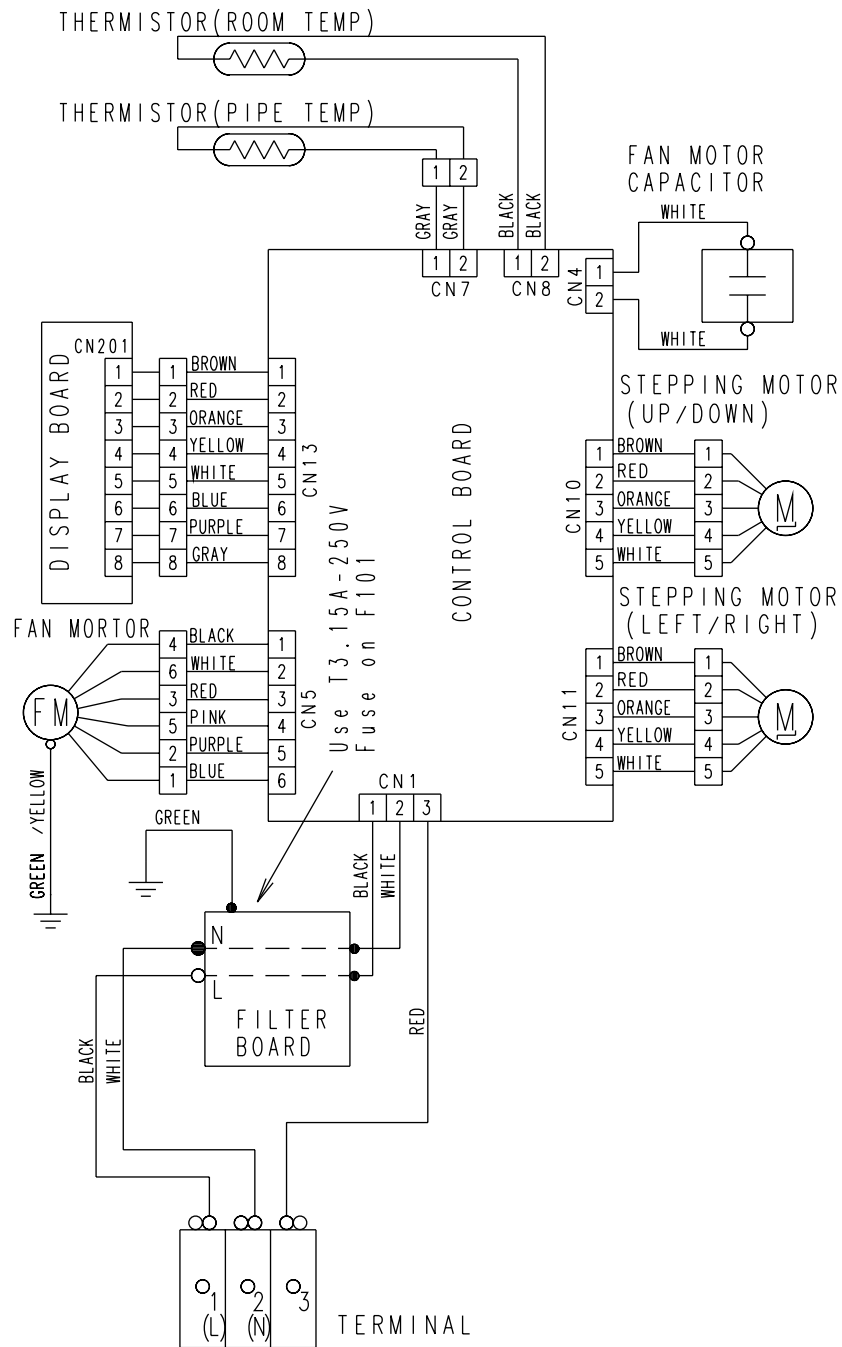 THERMISTOR(ROOM TEMP)
THERMISTOR(PIPE TEMP)
1 2
GRAY
GRAY
BLACK
BLACK
1 2
CN7
1 2
CN8
FAN MOTOR
CAPACITOR
WHITE
CN4
1
2
WHITE
DISPLAY BOARD
CN201
1 1 BROWN 1
2 2 RED 2
3 3 ORANGE 3
4 4 YELLOW 4
5 5 WHITE 5
6 6 BLUE 6
7 7 PURPLE 7
8 8 GRAY 8
CN13
CONTROL BOARD
STEPPING MOTOR
(UP/DOWN)
CN10
1 BROWN 1
2 RED 2
3 ORANGE 3
4 YELLOW 4
5 WHITE 5
M
STEPPING MOTOR
(LEFT/RIGHT)
CN11
1 BROWN 1
2 RED 2
3 ORANGE 3
4 YELLOW 4
5 WHITE 5
M
FAN MORTOR
FM
4 BLACK 1
6 WHITE 2
3 RED 3
5 PINK 4
2 PURPLE 5
1 BLUE 6
CN5
Use T3.15A-250V
Fuse on F101
GREEN /YELLOW
GREEN
CN1
1 2 3
BLACK
WHITE
RED
N
L
FILTER
BOARD
BLACK
WHITE
1 2 3
(L) (N)
TERMINAL